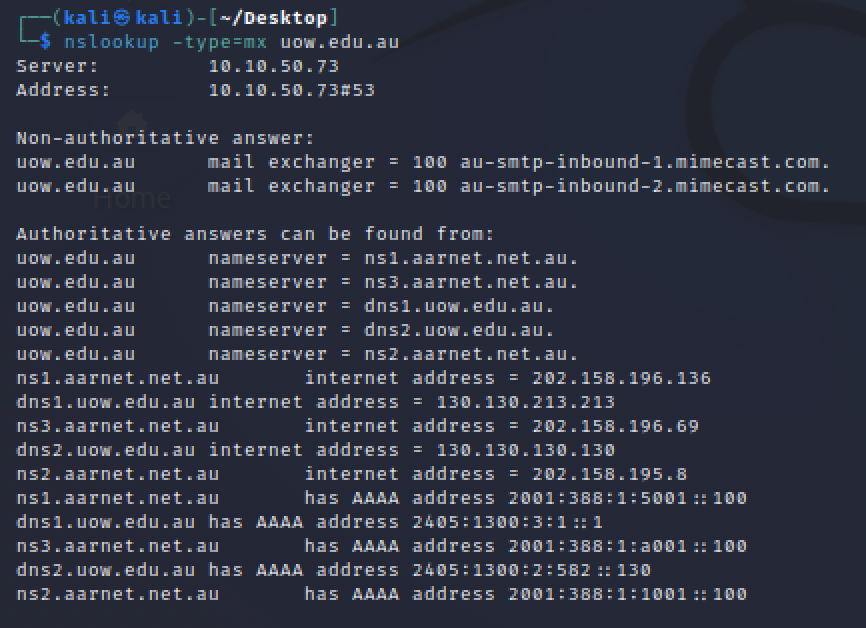 ┌──(kali㉿kali)-[~/Desktop]
└─$ nslookup -type=mx uow.edu.au
Server:         10.10.50.73
Address:        10.10.50.73#53
Non-authoritative answer:
uow.edu.au      mail exchanger = 100 au-smtp-inbound-1.mimecast.com.
uow.edu.au      mail exchanger = 100 au-smtp-inbound-2.mimecast.com.
Home
Authoritative answers can be found from:
uow.edu.au      nameserver = ns1.aarnet.net.au.
uow.edu.au      nameserver = ns3.aarnet.net.au.
uow.edu.au      nameserver = dns1.uow.edu.au.
uow.edu.au      nameserver = dns2.uow.edu.au.
uow.edu.au      nameserver = ns2.aarnet.net.au.
ns1.aarnet.net.au       internet address = 202.158.196.136
dns1.uow.edu.au internet address = 130.130.213.213
ns3.aarnet.net.au       internet address = 202.158.196.69
dns2.uow.edu.au internet address = 130.130.130.130
ns2.aarnet.net.au       internet address = 202.158.195.8
ns1.aarnet.net.au       has AAAA address 2001:388:1:5001::100
dns1.uow.edu.au has AAAA address 2405:1300:3:1::1
ns3.aarnet.net.au       has AAAA address 2001:388:1:a001::100
dns2.uow.edu.au has AAAA address 2405:1300:2:582::130
ns2.aarnet.net.au       has AAAA address 2001:388:1:1001::100